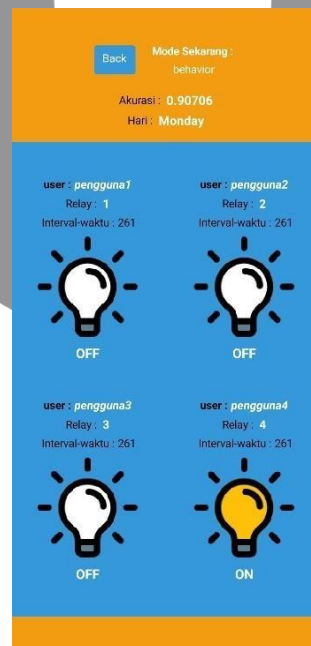 Back
Mode Sekarang :
behavior
Akurasi : 0.90706
Hari : Monday
user : pengguna1
Relay : 1
Interval-waktu : 261
OFF
user : pengguna2
Relay : 2
Interval-waktu : 261
OFF
user : pengguna3
Relay : 3
Interval-waktu : 261
OFF
user : pengguna4
Relay : 4
Interval-waktu : 261
ON